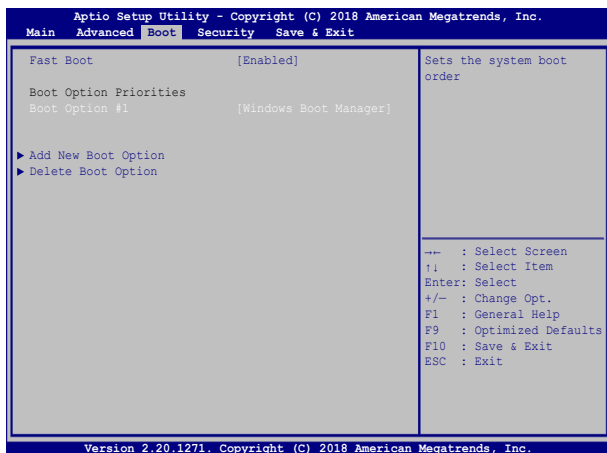 Aptio Setup Utility - Copyright (C) 2018 American Megatrends, Inc.
Main Advanced Boot Security Save & Exit
Fast Boot [Enabled]
Boot Option Priorities
Boot Option #1 [Windows Boot Manager]
▶ Add New Boot Option
▶ Delete Boot Option
Sets the system boot
order
→← : Select Screen
↑↓ : Select Item
Enter: Select
+/— : Change Opt.
F1 : General Help
F9 : Optimized Defaults
F10 : Save & Exit
ESC : Exit
Version 2.20.1271. Copyright (C) 2018 American Megatrends, Inc.